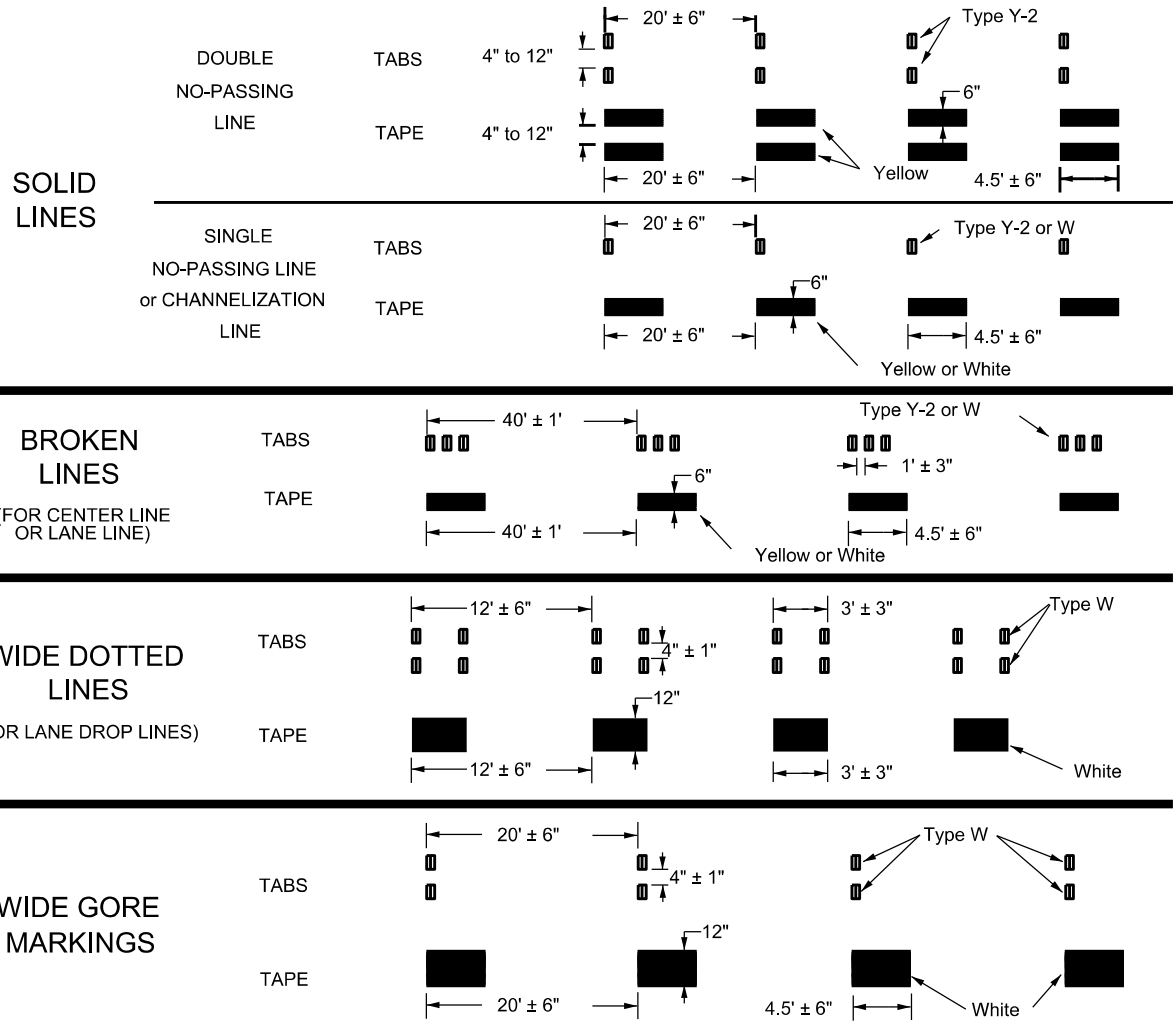 SOLID
LINES
DOUBLE
NO-PASSING
LINE
TABS
4" to 12"
20' ± 6"
Type Y-2
TAPE
4" to 12"
6"
Yellow
20' ± 6"
4.5' ± 6"
SINGLE
NO-PASSING LINE
or CHANNELIZATION
LINE
TABS
20' ± 6"
Type Y-2 or W
TAPE
6"
20' ± 6"
4.5' ± 6"
Yellow or White
BROKEN
LINES
(FOR CENTER LINE
OR LANE LINE)
TABS
40' ± 1'
Type Y-2 or W
1' ± 3"
TAPE
6"
40' ± 1'
4.5' ± 6"
Yellow or White
WIDE DOTTED
LINES
OR LANE DROP LINES)
TABS
12' ± 6"
3' ± 3"
Type W
4" ± 1"
TAPE
12"
12' ± 6"
3' ± 3"
White
WIDE GORE
MARKINGS
TABS
20' ± 6"
Type W
4" ± 1"
TAPE
12"
20' ± 6"
4.5' ± 6"
White